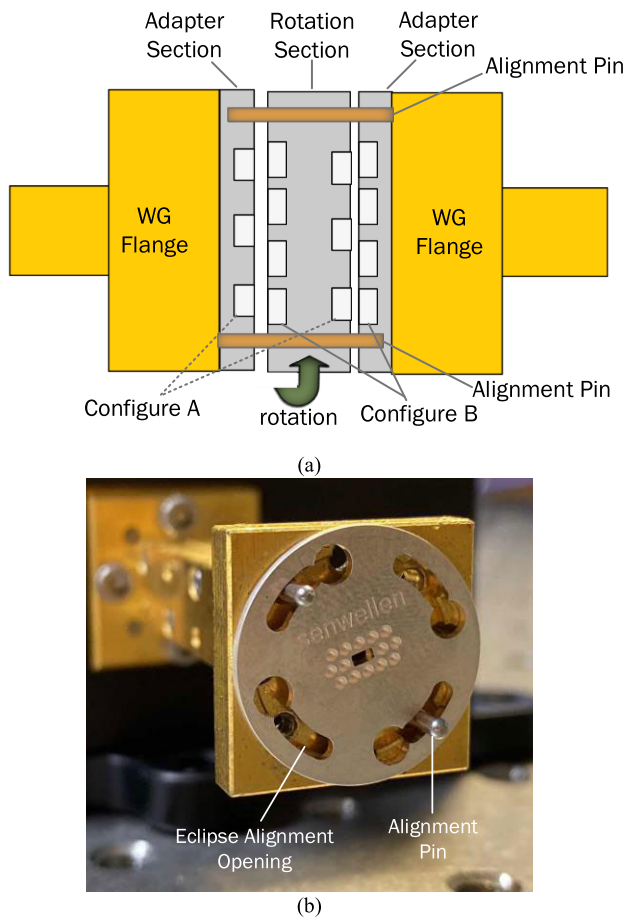 Adapter
Section
Rotation
Section
Adapter
Section
Alignment Pin
WG
Flange
WG
Flange
Configure A
rotation
Configure B
Alignment Pin
(a)
senwellen
Eclipse Alignment
Opening
Alignment
Pin
(b)